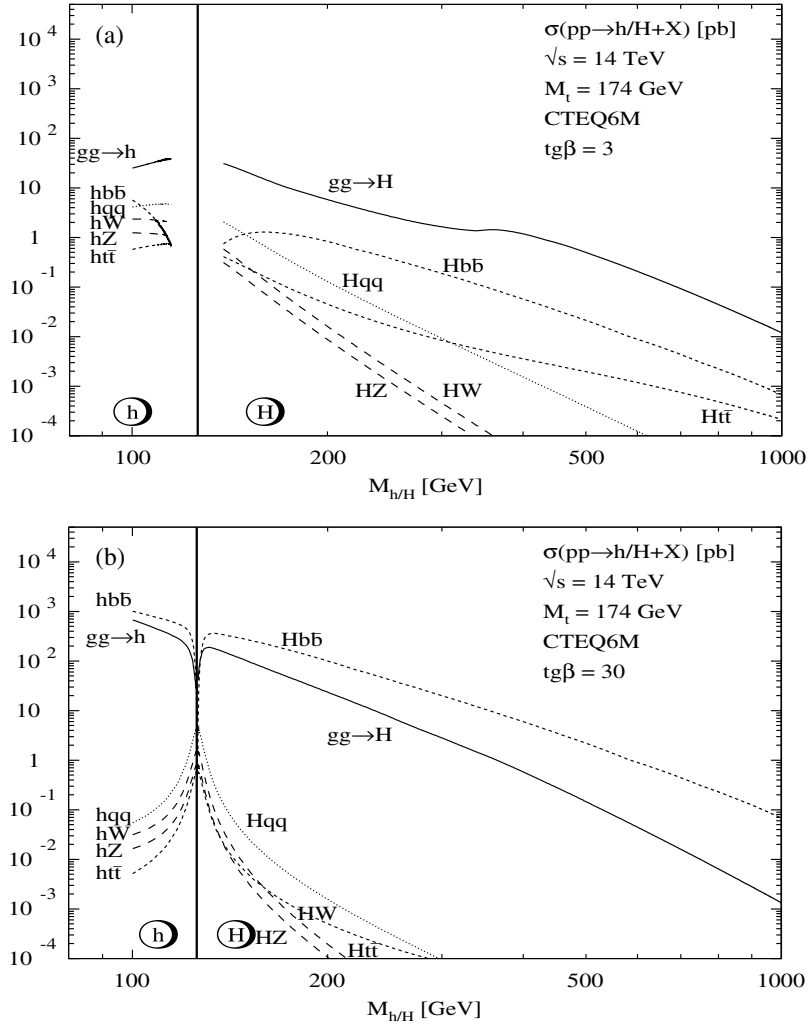 (a)
σ(pp→h/H+X) [pb]
√s = 14 TeV
M_t = 174 GeV
CTEQ6M
tgβ = 3
10 ^4
10 ^3
10 ^2
10
1
10 ^-1
10 ^-2
10 ^-3
10 ^-4
gg→h
hbb̄
hqq
hW
hZ
htt̄
gg→H
Hbb̄
Hqq
HZ
HW
Htt̄
h
H
100 200 500 1000
M_h/H [GeV]
(b)
σ(pp→h/H+X) [pb]
√s = 14 TeV
M_t = 174 GeV
CTEQ6M
tgβ = 30
10 ^4
10 ^3
10 ^2
10
1
10 ^-1
10 ^-2
10 ^-3
10 ^-4
hbb̄
gg→h
Hbb̄
gg→H
hqq
hW
hZ
htt̄
Hqq
HW
HZ
Htt̄
h
H
100 200 500 1000
M_h/H [GeV]